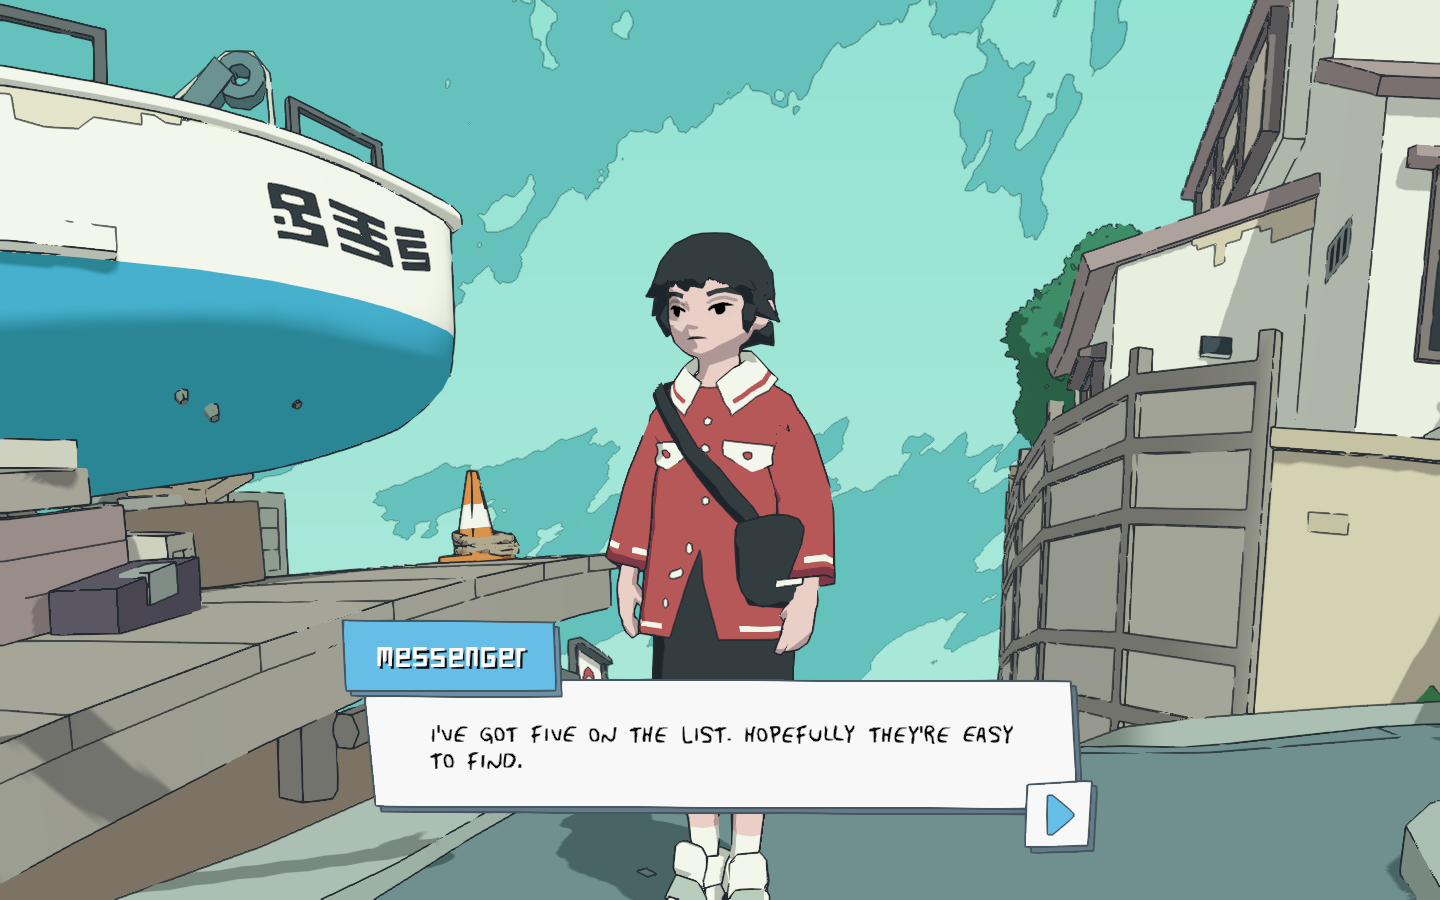 messenger
I'VE GOT FIVE ON THE LIST. HOPEFULLY THEY'RE EASY
TO FIND.